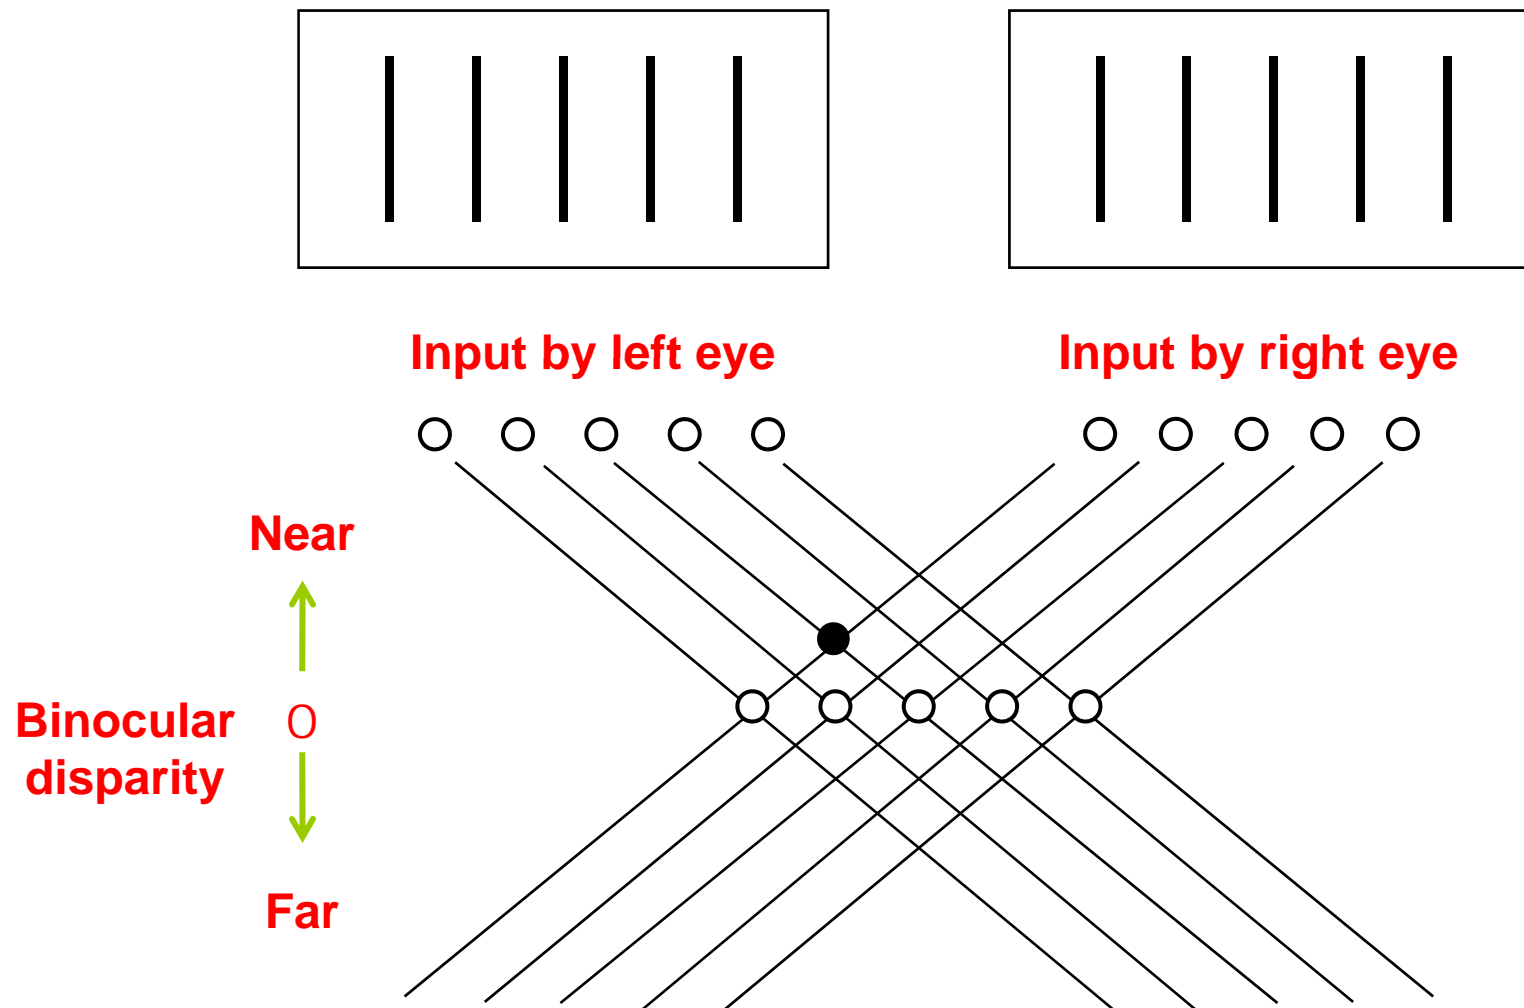 Input by left eye
Input by right eye
Near
Binocular
disparity
0
Far